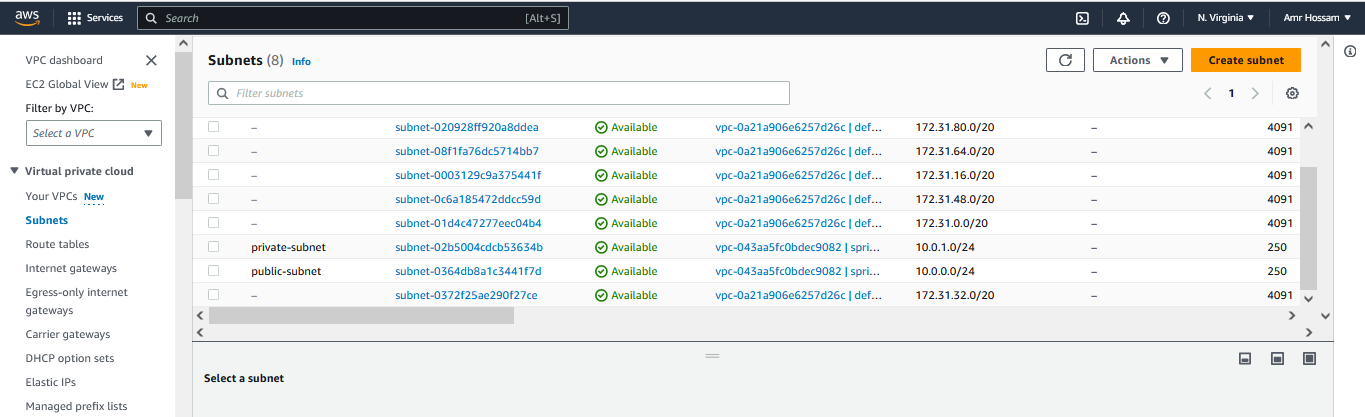 aws Services Search [Alt+S] N. Virginia Amr Hossam
VPC dashboard
EC2 Global View New
Filter by VPC:
Select a VPC
Virtual private cloud
Your VPCs New
Subnets
Route tables
Internet gateways
Egress-only internet
gateways
Carrier gateways
DHCP option sets
Elastic IPs
Managed prefix lists
Subnets (8) Info Actions Create subnet
Filter subnets 1
– subnet-020928ff920a8ddea Available vpc-0a21a906e6257d26c | def... 172.31.80.0/20 – 4091
– subnet-08f1fa76dc5714bb7 Available vpc-0a21a906e6257d26c | def... 172.31.64.0/20 – 4091
– subnet-0003129c9a375441f Available vpc-0a21a906e6257d26c | def... 172.31.16.0/20 – 4091
– subnet-0c6a185472ddcc59d Available vpc-0a21a906e6257d26c | def... 172.31.48.0/20 – 4091
– subnet-01d4c47277eec04b4 Available vpc-0a21a906e6257d26c | def... 172.31.0.0/20 – 4091
private-subnet subnet-02b5004cdcb53634b Available vpc-043aa5fc0bdec9082 | spri... 10.0.1.0/24 – 250
public-subnet subnet-0364db8a1c3441f7d Available vpc-043aa5fc0bdec9082 | spri... 10.0.0.0/24 – 250
– subnet-0372f25ae290f27ce Available vpc-0a21a906e6257d26c | def... 172.31.32.0/20 – 4091
Select a subnet